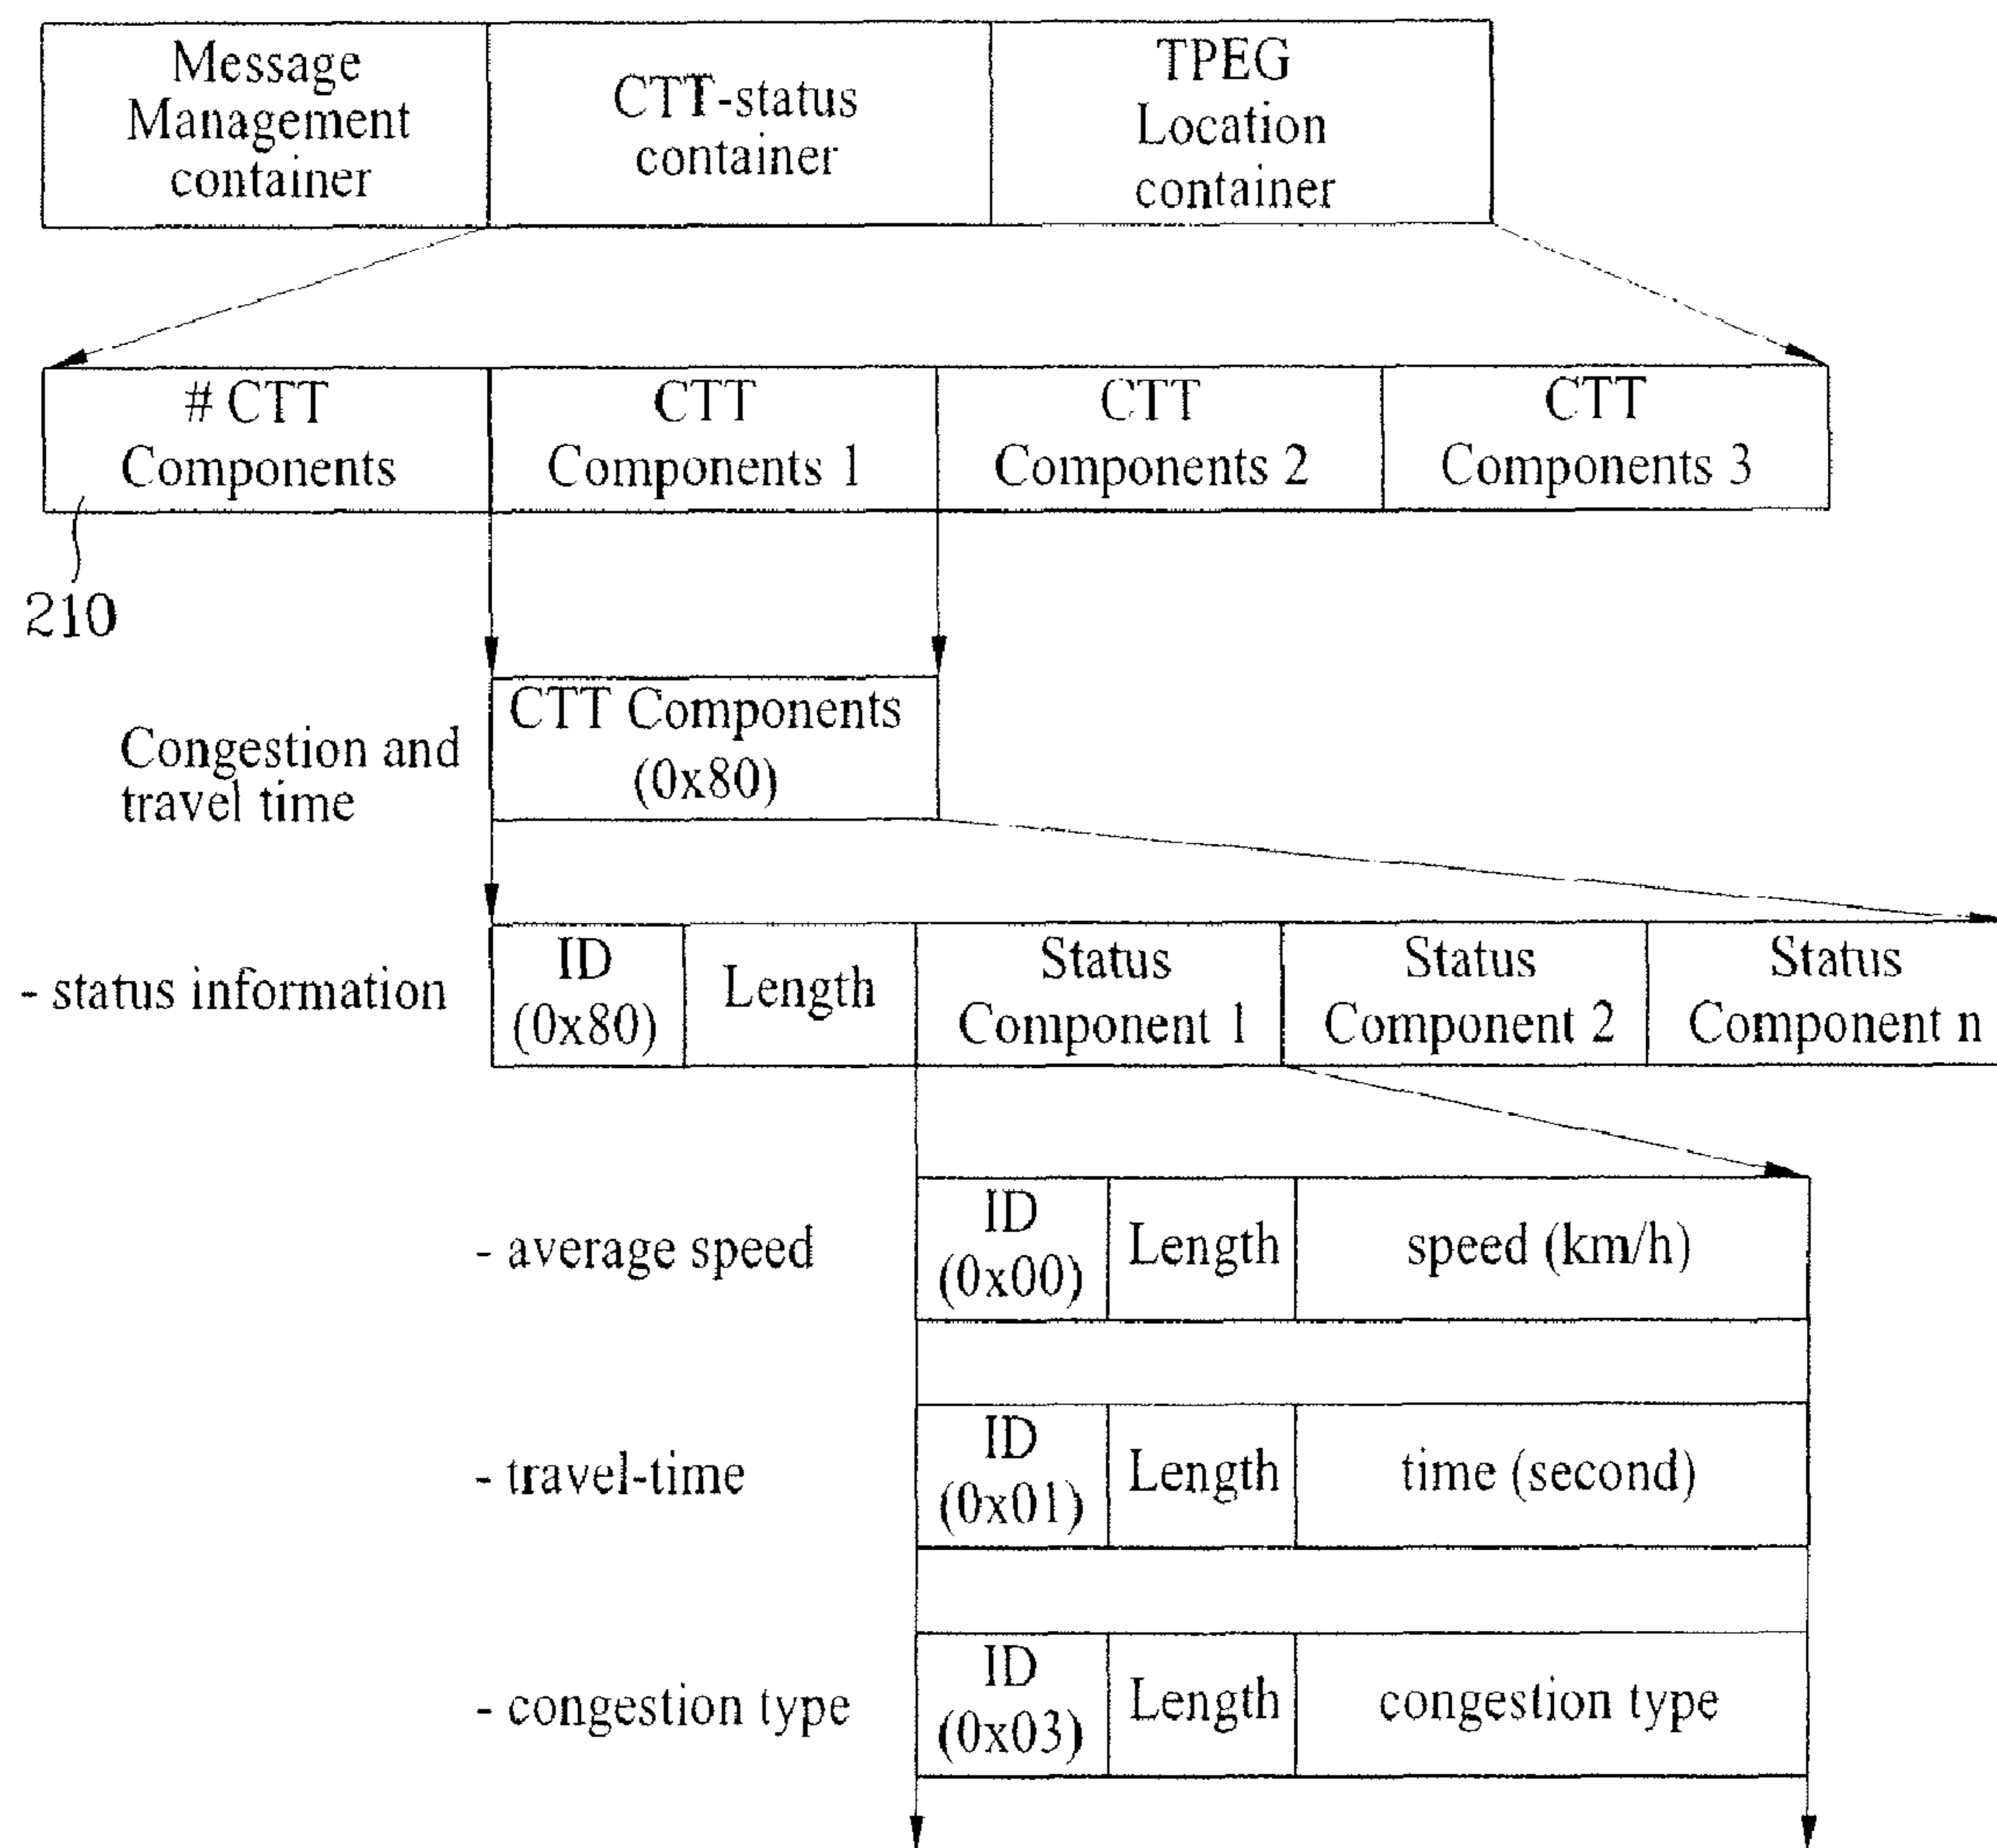 Message
Management
container
CTT-status
container
TPEG
Location
container
# CTT
Components
CTT
Components 1
CTT
Components 2
CTT
Components 3
210
Congestion and
travel time
CTT Components
(0x80)
- status information
ID
(0x80)
Length
Status
Component 1
Status
Component 2
Status
Component n
- average speed
ID
(0x00)
Length
speed (km/h)
- travel-time
ID
(0x01)
Length
time (second)
- congestion type
ID
(0x03)
Length
congestion type